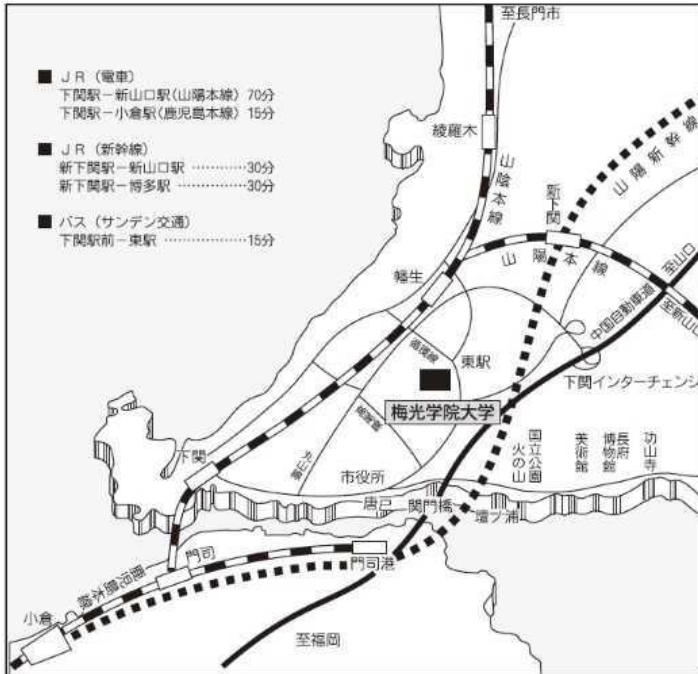 ■ JR（電車）
下関駅－新山口駅(山陽本線) 70分
下関駅－小倉駅(鹿児島本線) 15分
■ JR（新幹線）
新下関駅－新山口駅 …………30分
新下関駅－博多駅 ……………30分
■ バス（サンデン交通）
下関駅前－東駅 ………………15分
至長門市
綾羅木
山陰本線
新下関
山陽新幹線
山陽本線
至山口
至新山口
中国自動車道
幡生
東駅
下関インターチェンジ
梅光学院大学
下関
丸山線
市役所
国立公園
火の山
美術館
長府
博物館
功山寺
唐戸
関門橋
壇ノ浦
門司
門司港
鹿児島本線
小倉
至福岡